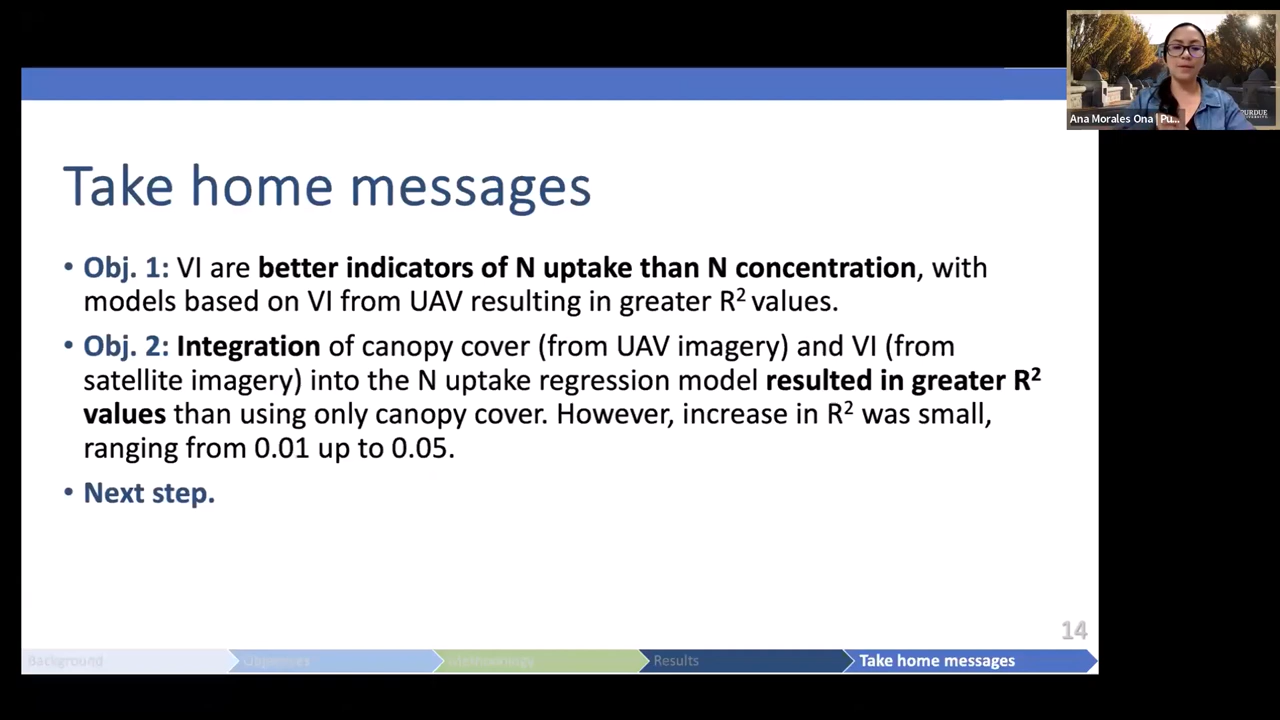 Ana Morales Ona | Pu...
PURDUE
UNIVERSITY
Take home messages
• Obj. 1: VI are better indicators of N uptake than N concentration, with
models based on VI from UAV resulting in greater R² values.
• Obj. 2: Integration of canopy cover (from UAV imagery) and VI (from
satellite imagery) into the N uptake regression model resulted in greater R²
values than using only canopy cover. However, increase in R² was small,
ranging from 0.01 up to 0.05.
• Next step.
14
Background
Objectives
Methodology
Results
Take home messages